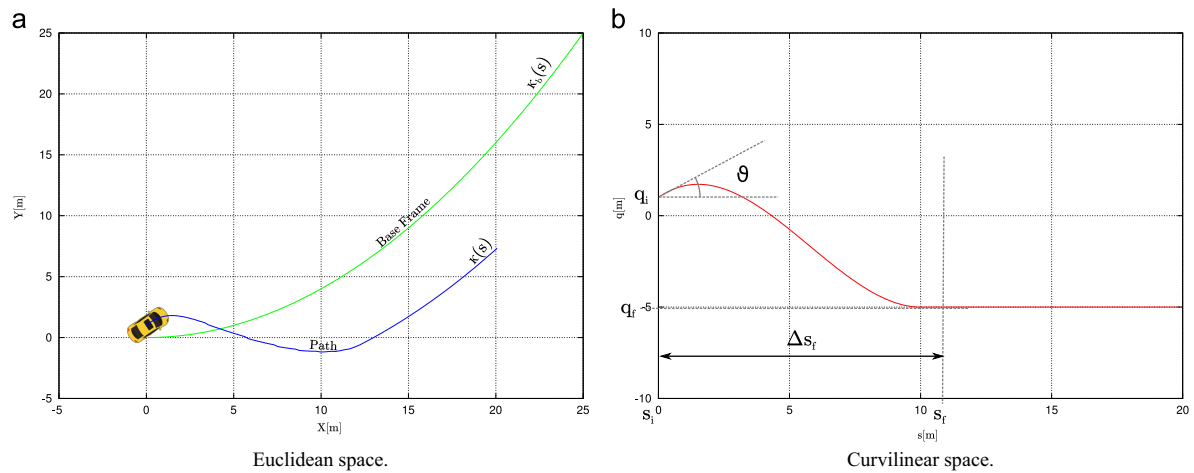 a
25
20
15
10
5
0
-5
Y[m]
-5
0
5
10
15
20
25
X[m]
κb(s)
Base Frame
κ(s)
Path
Euclidean space.
b
10
5
0
-5
-10
q[m]
qi
qf
ϑ
Δsf
si
sf
0
5
10
15
20
s[m]
Curvilinear space.